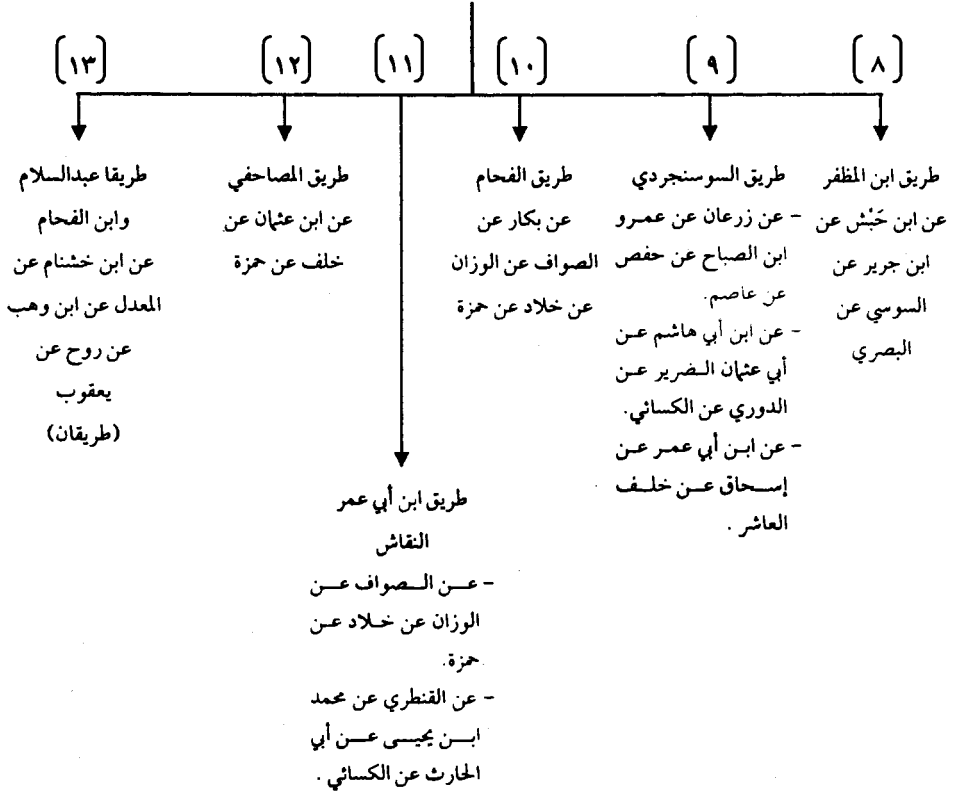 [٨]
طريق ابن المظفر
عن ابن حَبْش عن
ابن جرير عن
السوسي عن
البصري
[٩]
طريق السوسنجردي
- عن زرعان عن عمرو
ابن الصباح عن حفص
عن عاصم.
- عن ابن أبي هاشم عن
أبي عثمان الضرير عن
الدوري عن الكسائي.
- عن ابن أبي عمر عن
إسحاق عن خلف
العاشر .
[١٠]
طريق الفحام
عن بكار عن
الصواف عن الوزان
عن خلاد عن حمزة
[١١]
طريق ابن أبي عمر
النقاش
- عن الصواف عن
الوزان عن خلاد عن
حمزة.
- عن القنطري عن محمد
ابن يحيى عن أبي
الحارث عن الكسائي .
[١٢]
طريق المصاحفي
عن ابن عثمان عن
خلف عن حمزة
[١٣]
طريقا عبدالسلام
وابن الفحام
عن ابن خشنام عن
المعدل عن ابن وهب
عن روح عن
يعقوب
(طريقان)